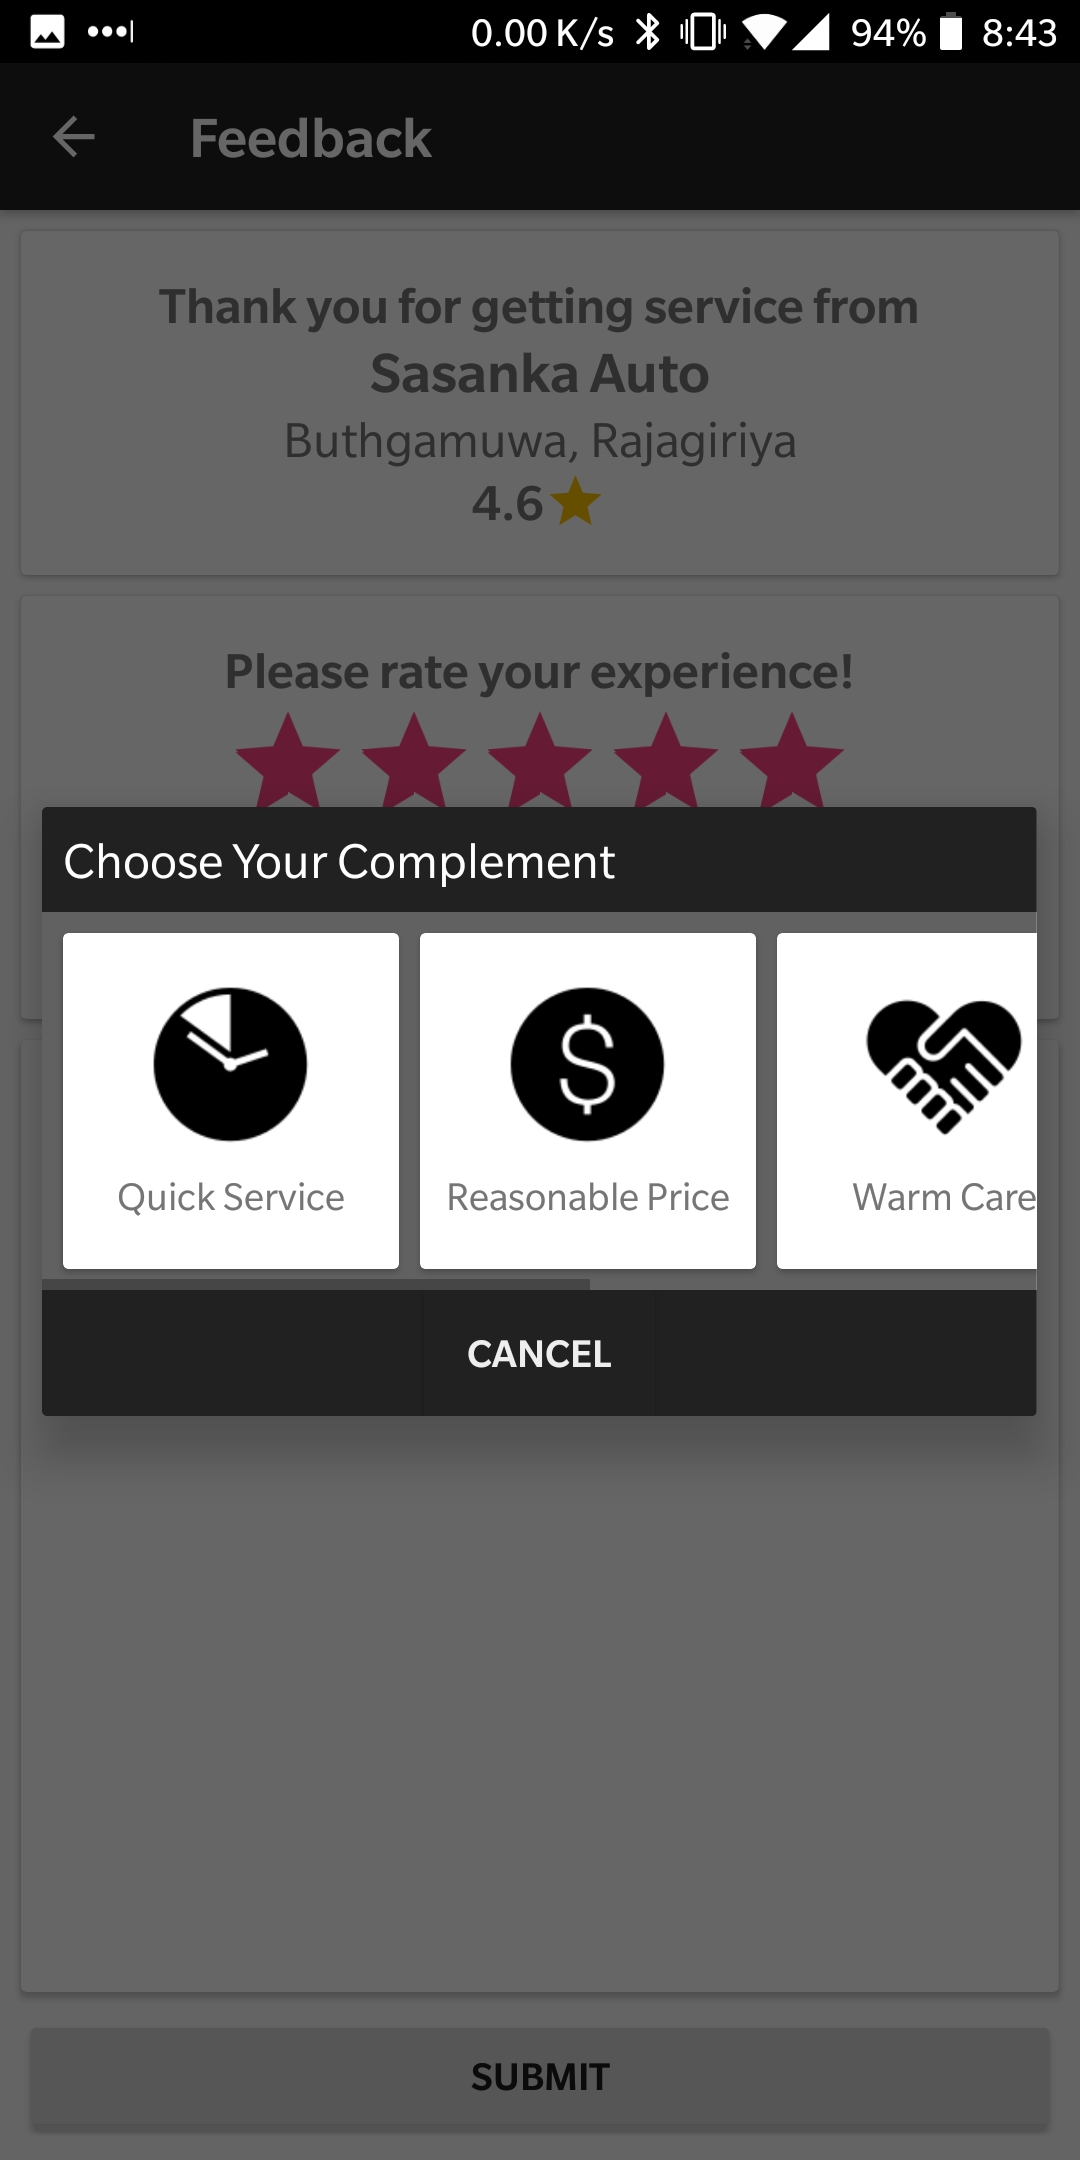 0.00 K/s 94% 8:43
Feedback
Thank you for getting service from
Sasanka Auto
Buthgamuwa, Rajagiriya
4.6
Please rate your experience!
Choose Your Complement
Quick Service
Reasonable Price
Warm Care
CANCEL
SUBMIT